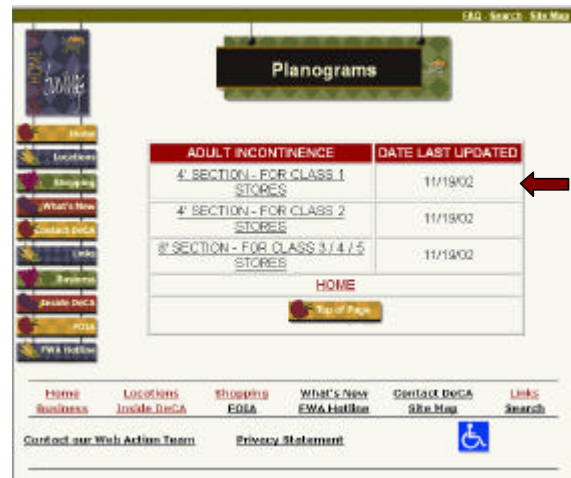 FAQ - Search - Site Map
Planograms
Home
Locations
Shopping
What's New
Contact DeCA
Links
Business
Inside DeCA
FOIA
FWA Hotline
ADULT INCONTINENCE DATE LAST UPDATED
4' SECTION - FOR CLASS 1
STORES
11/19/02
4' SECTION - FOR CLASS 2
STORES
11/19/02
8' SECTION - FOR CLASS 3 / 4 / 5
STORES
11/19/02
HOME
Top of Page
Home Locations Shopping What's New Contact DeCA Links
Business Inside DeCA FOIA FWA Hotline Site Map Search
Contact our Web Action Team Privacy Statement